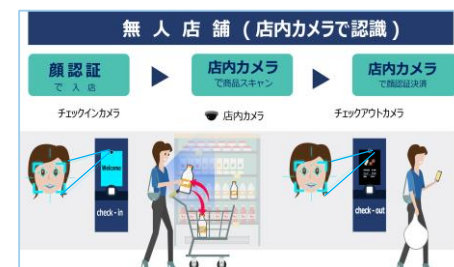 無人店舗(店内カメラで認識)
顔認証
で入店
店内カメラ
で商品スキャン
店内カメラ
で顔認証決済
チェックインカメラ
店内カメラ
チェックアウトカメラ
Welcome
check-in
check-out